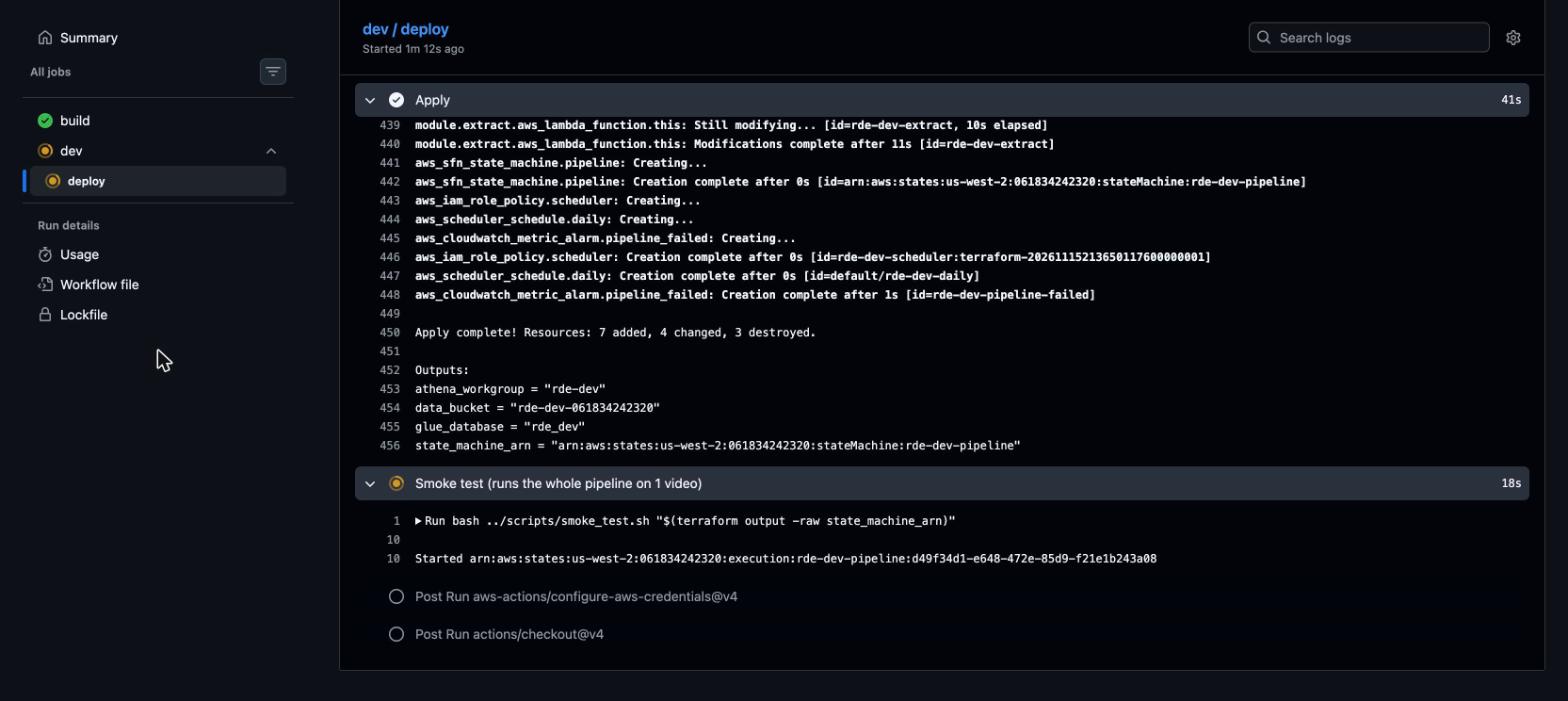 Summary
All jobs
build
dev
deploy
Run details
Usage
Workflow file
Lockfile
dev / deploy
Started 1m 12s ago
Search logs
Apply 41s
439 module.extract.aws_lambda_function.this: Still modifying... [id=rde-dev-extract, 10s elapsed]
440 module.extract.aws_lambda_function.this: Modifications complete after 11s [id=rde-dev-extract]
441 aws_sfn_state_machine.pipeline: Creating...
442 aws_sfn_state_machine.pipeline: Creation complete after 0s [id=arn:aws:states:us-west-2:061834242320:stateMachine:rde-dev-pipeline]
443 aws_iam_role_policy.scheduler: Creating...
444 aws_scheduler_schedule.daily: Creating...
445 aws_cloudwatch_metric_alarm.pipeline_failed: Creating...
446 aws_iam_role_policy.scheduler: Creation complete after 0s [id=rde-dev-scheduler:terraform-20261115213650117600000001]
447 aws_scheduler_schedule.daily: Creation complete after 0s [id=default/rde-dev-daily]
448 aws_cloudwatch_metric_alarm.pipeline_failed: Creation complete after 1s [id=rde-dev-pipeline-failed]
449
450 Apply complete! Resources: 7 added, 4 changed, 3 destroyed.
451
452 Outputs:
453 athena_workgroup = "rde-dev"
454 data_bucket = "rde-dev-061834242320"
455 glue_database = "rde_dev"
456 state_machine_arn = "arn:aws:states:us-west-2:061834242320:stateMachine:rde-dev-pipeline"
Smoke test (runs the whole pipeline on 1 video) 18s
1 Run bash ../scripts/smoke_test.sh "$(terraform output -raw state_machine_arn)"
10
10 Started arn:aws:states:us-west-2:061834242320:execution:rde-dev-pipeline:d49f34d1-e648-472e-85d9-f21e1b243a08
Post Run aws-actions/configure-aws-credentials@v4
Post Run actions/checkout@v4